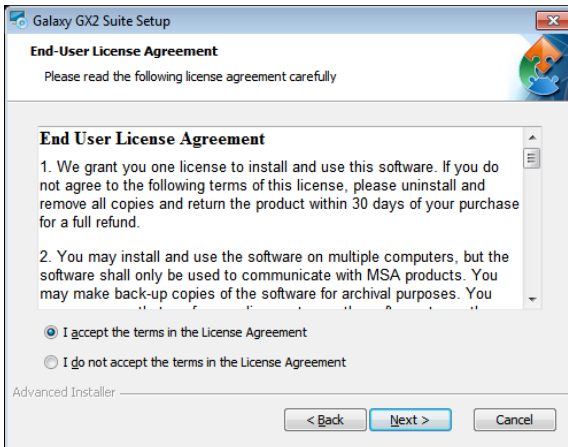 Galaxy GX2 Suite Setup
End-User License Agreement
Please read the following license agreement carefully
End User License Agreement
1. We grant you one license to install and use this software. If you do
not agree to the following terms of this license, please uninstall and
remove all copies and return the product within 30 days of your purchase
for a full refund.
2. You may install and use the software on multiple computers, but the
software shall only be used to communicate with MSA products. You
may make back-up copies of the software for archival purposes. You
I accept the terms in the License Agreement
I do not accept the terms in the License Agreement
Advanced Installer
< Back
Next >
Cancel